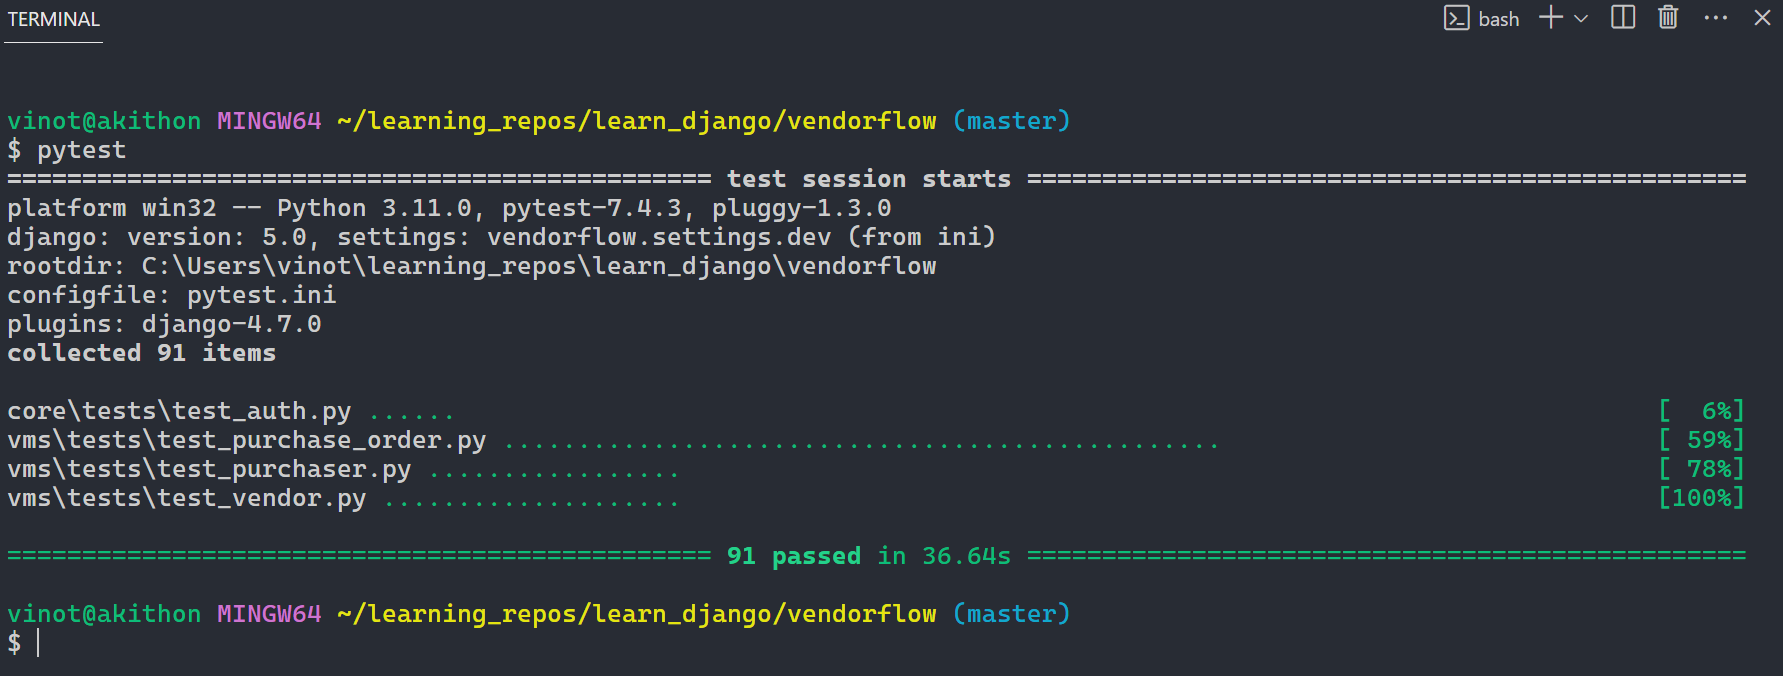 TERMINAL
bash
vinot@akithon MINGW64 ~/learning_repos/learn_django/vendorflow (master)
$ pytest
=============================================== test session starts ================================================
platform win32 -- Python 3.11.0, pytest-7.4.3, pluggy-1.3.0
django: version: 5.0, settings: vendorflow.settings.dev (from ini)
rootdir: C:\Users\vinot\learning_repos\learn_django\vendorflow
configfile: pytest.ini
plugins: django-4.7.0
collected 91 items
core\tests\test_auth.py ...... [  6%]
vms\tests\test_purchase_order.py ................................................ [ 59%]
vms\tests\test_purchaser.py ................. [ 78%]
vms\tests\test_vendor.py .................... [100%]
=============================================== 91 passed in 36.64s ================================================
vinot@akithon MINGW64 ~/learning_repos/learn_django/vendorflow (master)
$